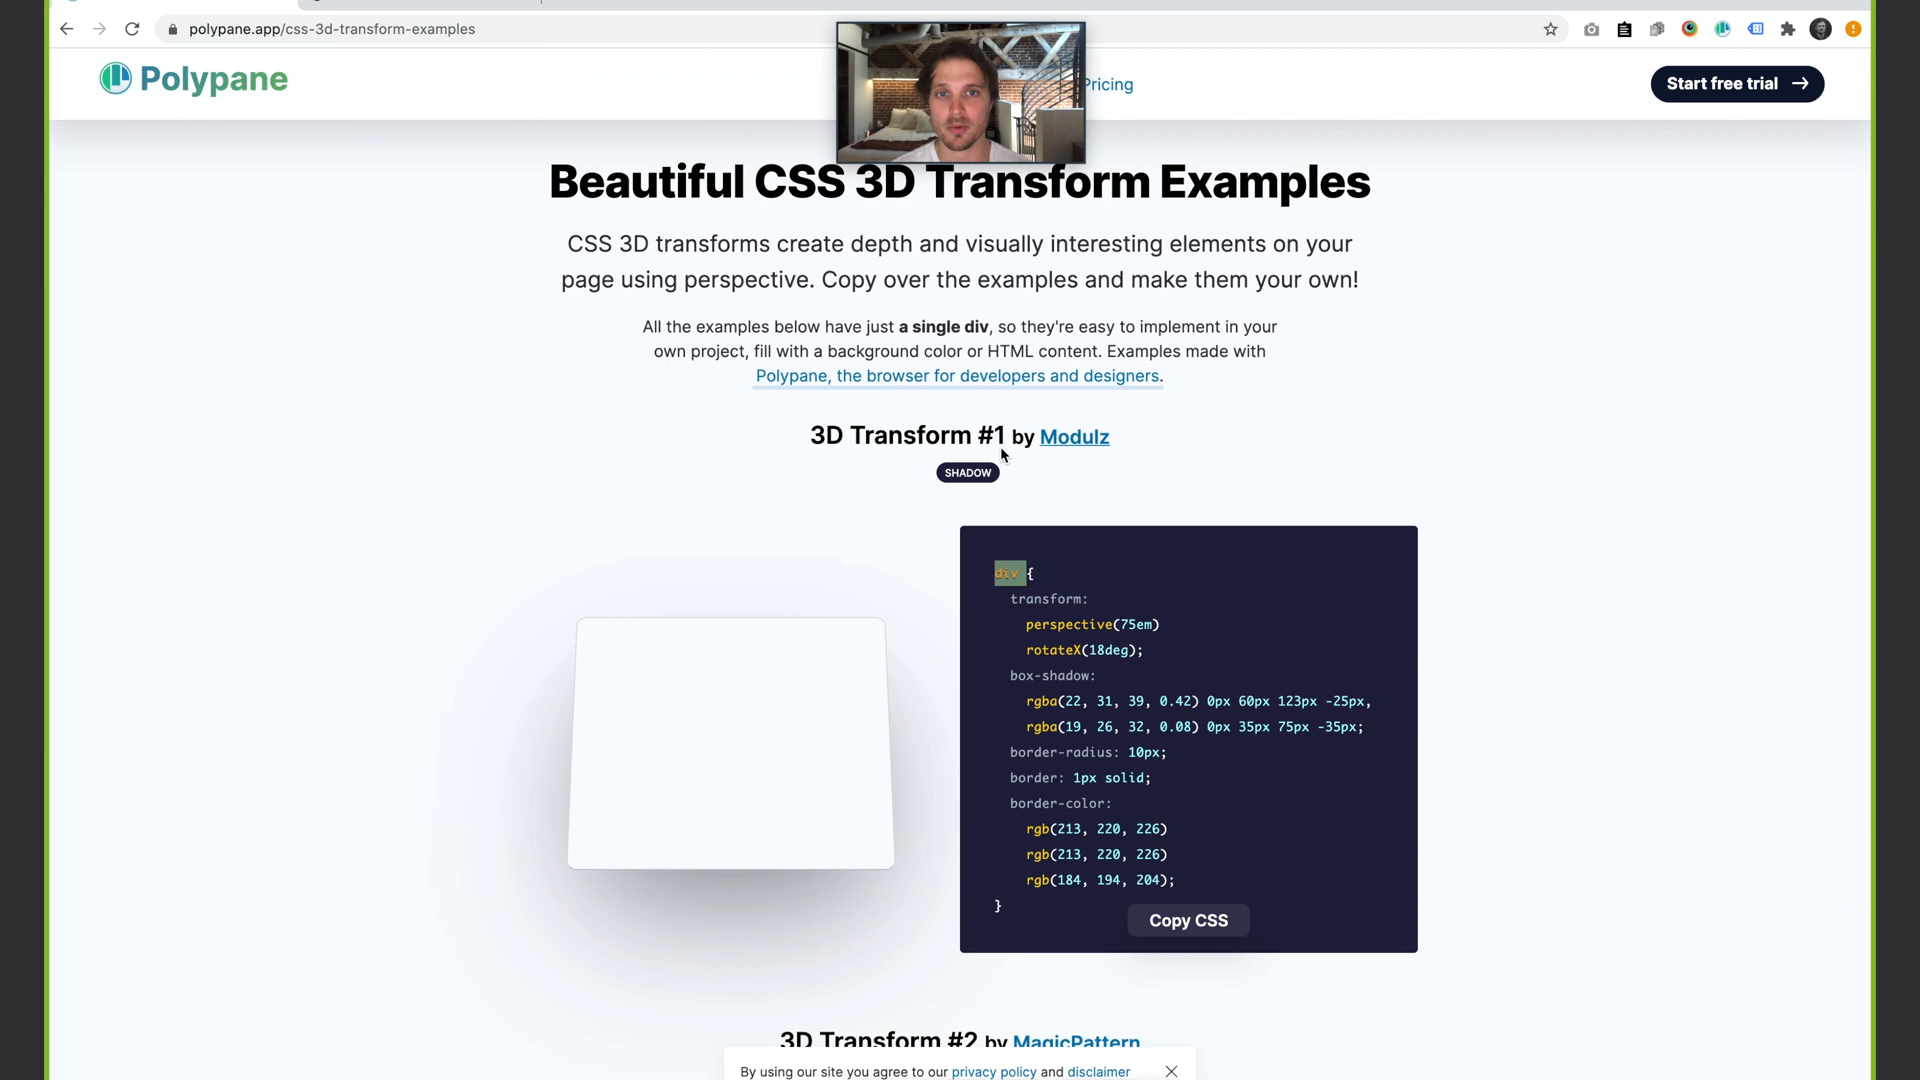 polypane.app/css-3d-transform-examples
Polypane
Pricing
Start free trial →
Beautiful CSS 3D Transform Examples
CSS 3D transforms create depth and visually interesting elements on your
page using perspective. Copy over the examples and make them your own!
All the examples below have just a single div, so they're easy to implement in your
own project, fill with a background color or HTML content. Examples made with
Polypane, the browser for developers and designers.
3D Transform #1 by Modulz
SHADOW
div {
transform:
perspective(75em)
rotateX(18deg);
box-shadow:
rgba(22, 31, 39, 0.42) 0px 60px 123px -25px,
rgba(19, 26, 32, 0.08) 0px 35px 75px -35px;
border-radius: 10px;
border: 1px solid;
border-color:
rgb(213, 220, 226)
rgb(213, 220, 226)
rgb(184, 194, 204);
}
Copy CSS
3D Transform #2 by MagicPattern
By using our site you agree to our privacy policy and disclaimer